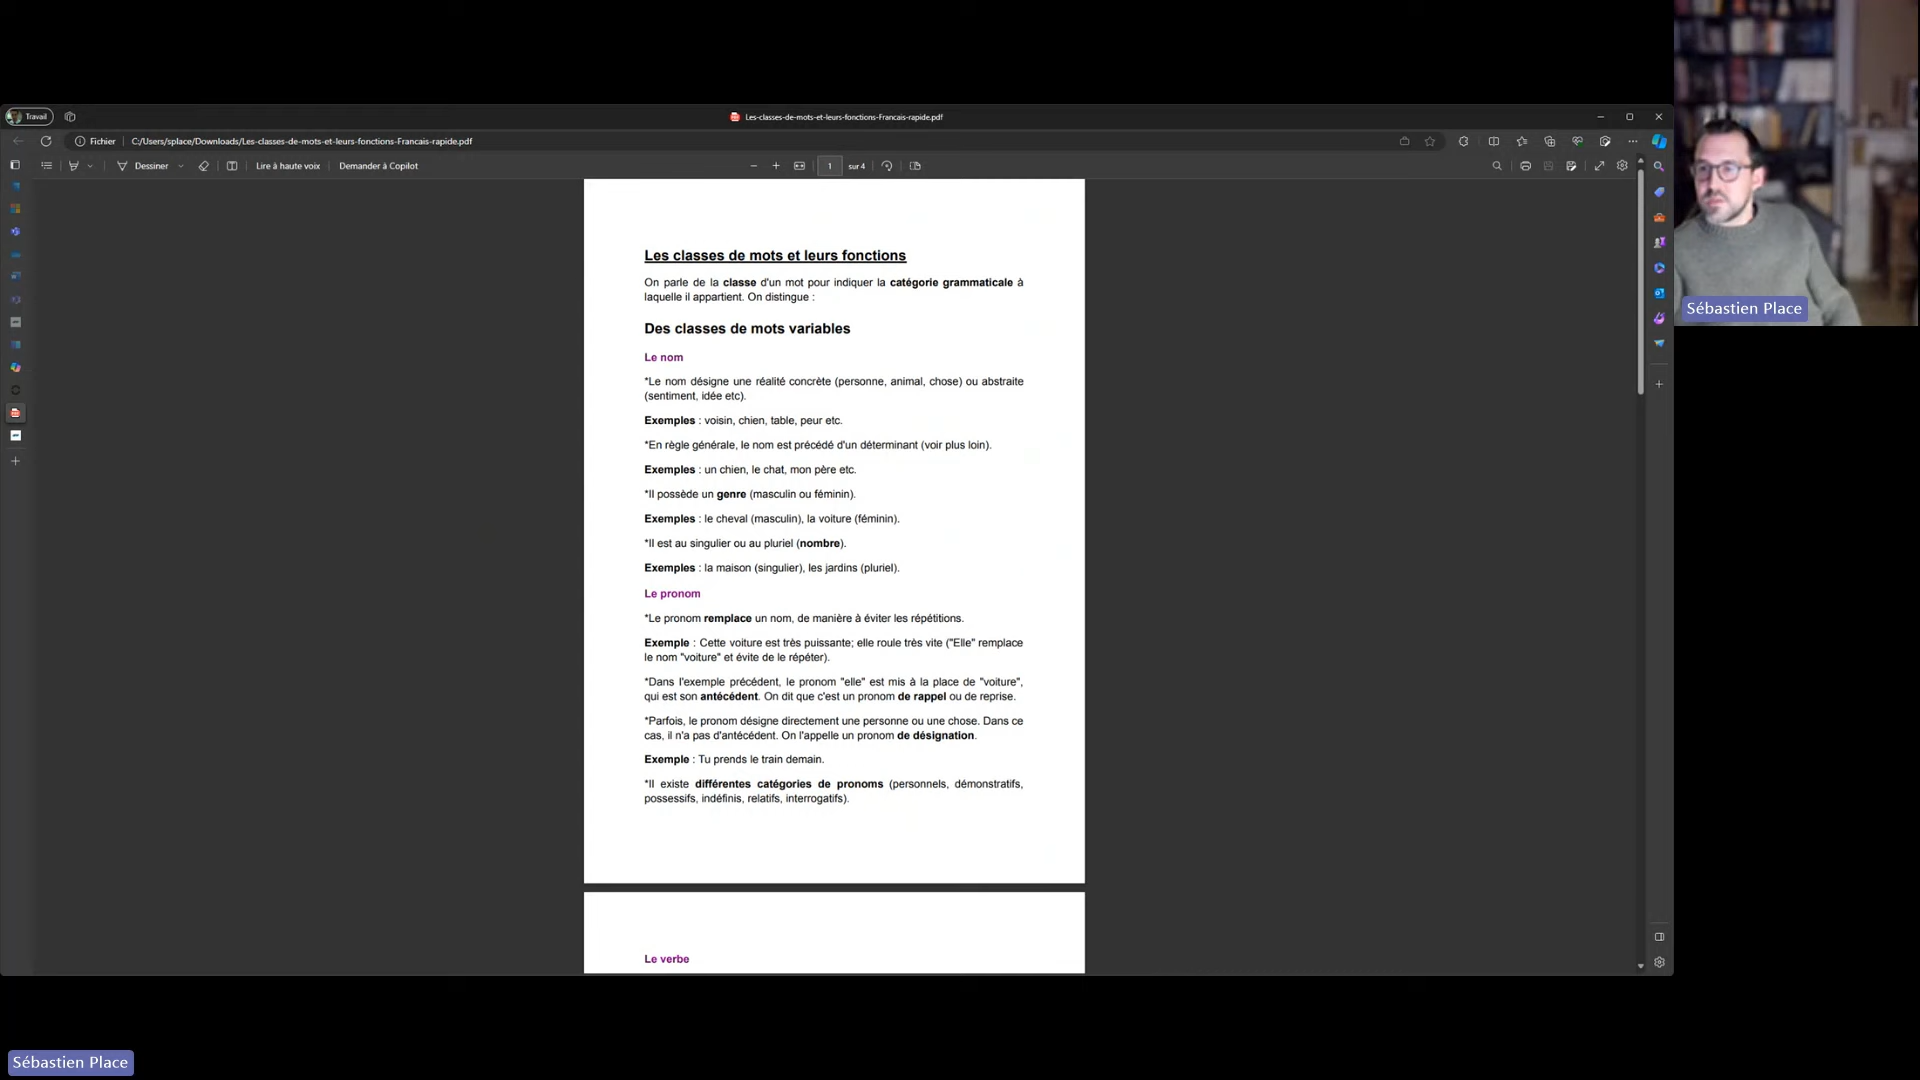 Travail
Les-classes-de-mots-et-leurs-fonctions-Francais-rapide.pdf
Fichier
C:/Users/splace/Downloads/Les-classes-de-mots-et-leurs-fonctions-Francais-rapide.pdf
Dessiner
Lire à haute voix
Demander à Copilot
1
sur 4
Les classes de mots et leurs fonctions
On parle de la classe d'un mot pour indiquer la catégorie grammaticale à
laquelle il appartient. On distingue :
Des classes de mots variables
Le nom
*Le nom désigne une réalité concrète (personne, animal, chose) ou abstraite
(sentiment, idée etc).
Exemples : voisin, chien, table, peur etc.
*En règle générale, le nom est précédé d'un déterminant (voir plus loin).
Exemples : un chien, le chat, mon père etc.
*Il possède un genre (masculin ou féminin).
Exemples : le cheval (masculin), la voiture (féminin).
*Il est au singulier ou au pluriel (nombre).
Exemples : la maison (singulier), les jardins (pluriel).
Le pronom
*Le pronom remplace un nom, de manière à éviter les répétitions.
Exemple : Cette voiture est très puissante; elle roule très vite ("Elle" remplace
le nom "voiture" et évite de le répéter).
*Dans l'exemple précédent, le pronom "elle" est mis à la place de "voiture",
qui est son antécédent. On dit que c'est un pronom de rappel ou de reprise.
*Parfois, le pronom désigne directement une personne ou une chose. Dans ce
cas, il n'a pas d'antécédent. On l'appelle un pronom de désignation.
Exemple : Tu prends le train demain.
*Il existe différentes catégories de pronoms (personnels, démonstratifs,
possessifs, indéfinis, relatifs, interrogatifs).
Le verbe
Sébastien Place
Sébastien Place